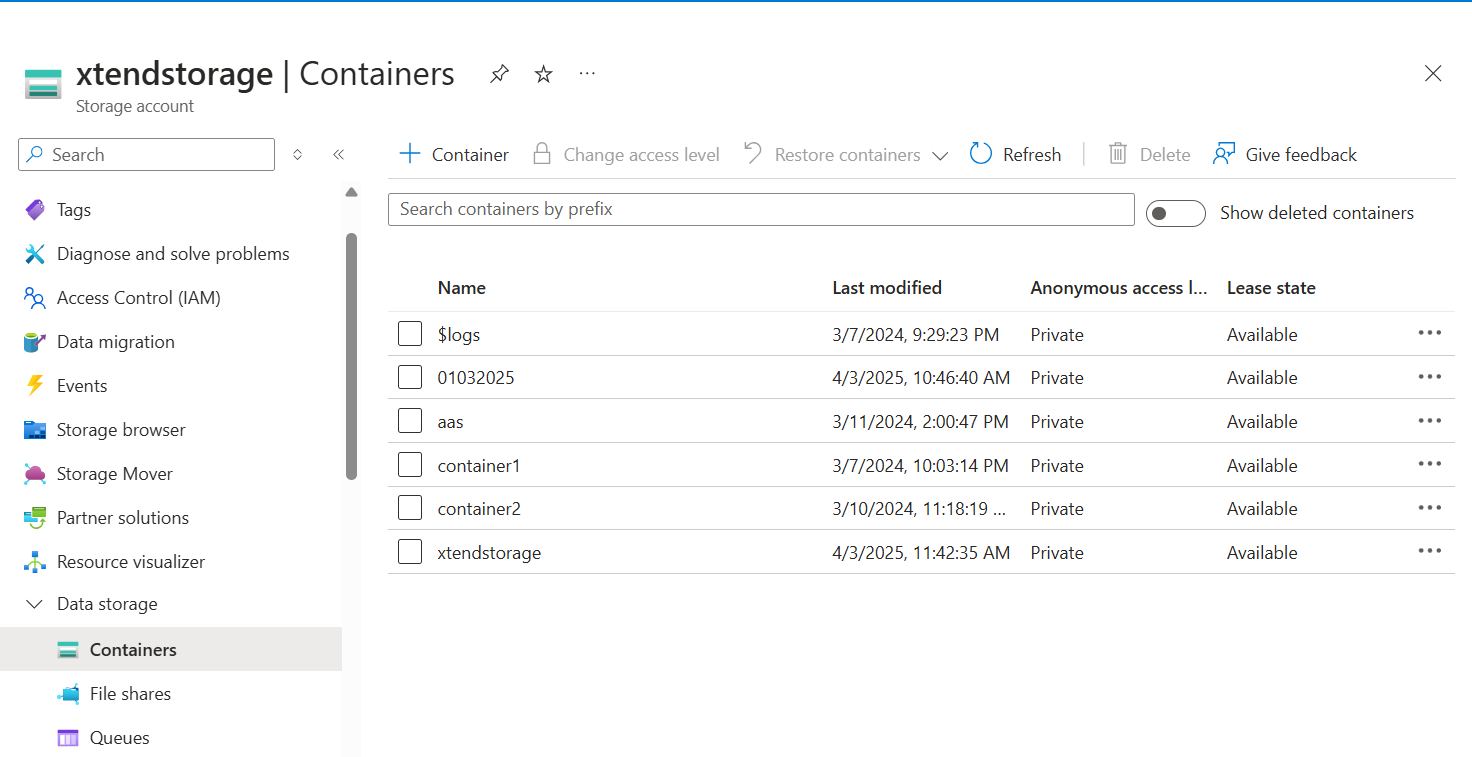 xtendstorage | Containers
Storage account
Search
Tags
Diagnose and solve problems
Access Control (IAM)
Data migration
Events
Storage browser
Storage Mover
Partner solutions
Resource visualizer
Data storage
Containers
File shares
Queues
Container Change access level Restore containers Refresh Delete Give feedback
Search containers by prefix Show deleted containers
Name Last modified Anonymous access l... Lease state
$logs 3/7/2024, 9:29:23 PM Private Available
01032025 4/3/2025, 10:46:40 AM Private Available
aas 3/11/2024, 2:00:47 PM Private Available
container1 3/7/2024, 10:03:14 PM Private Available
container2 3/10/2024, 11:18:19 ... Private Available
xtendstorage 4/3/2025, 11:42:35 AM Private Available